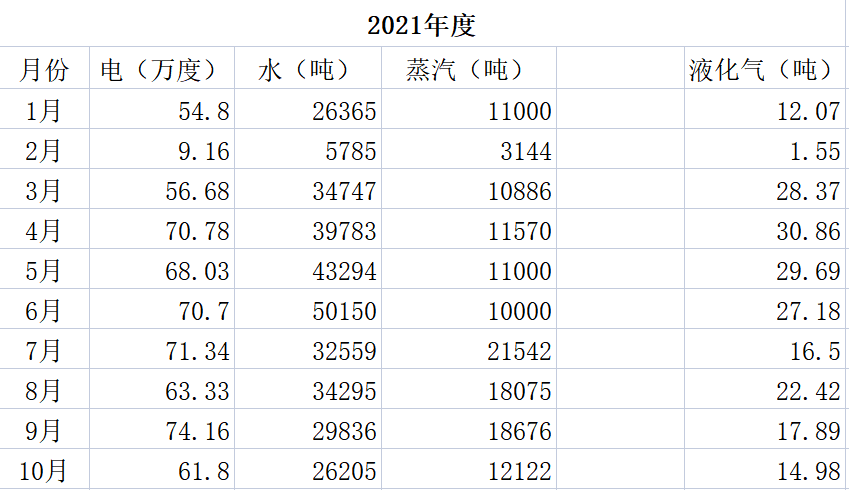 2021年度
月份 电（万度） 水（吨） 蒸汽（吨） 液化气（吨）
1月 54.8 26365 11000 12.07
2月 9.16 5785 3144 1.55
3月 56.68 34747 10886 28.37
4月 70.78 39783 11570 30.86
5月 68.03 43294 11000 29.69
6月 70.7 50150 10000 27.18
7月 71.34 32559 21542 16.5
8月 63.33 34295 18075 22.42
9月 74.16 29836 18676 17.89
10月 61.8 26205 12122 14.98